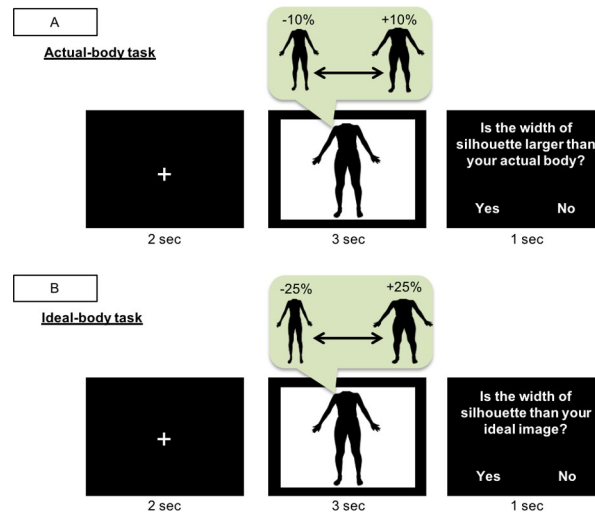 A
Actual-body task
-10% +10%
+
Is the width of
silhouette larger than
your actual body?
Yes No
2 sec 3 sec 1 sec
B
Ideal-body task
-25% +25%
+
Is the width of
silhouette than your
ideal image?
Yes No
2 sec 3 sec 1 sec